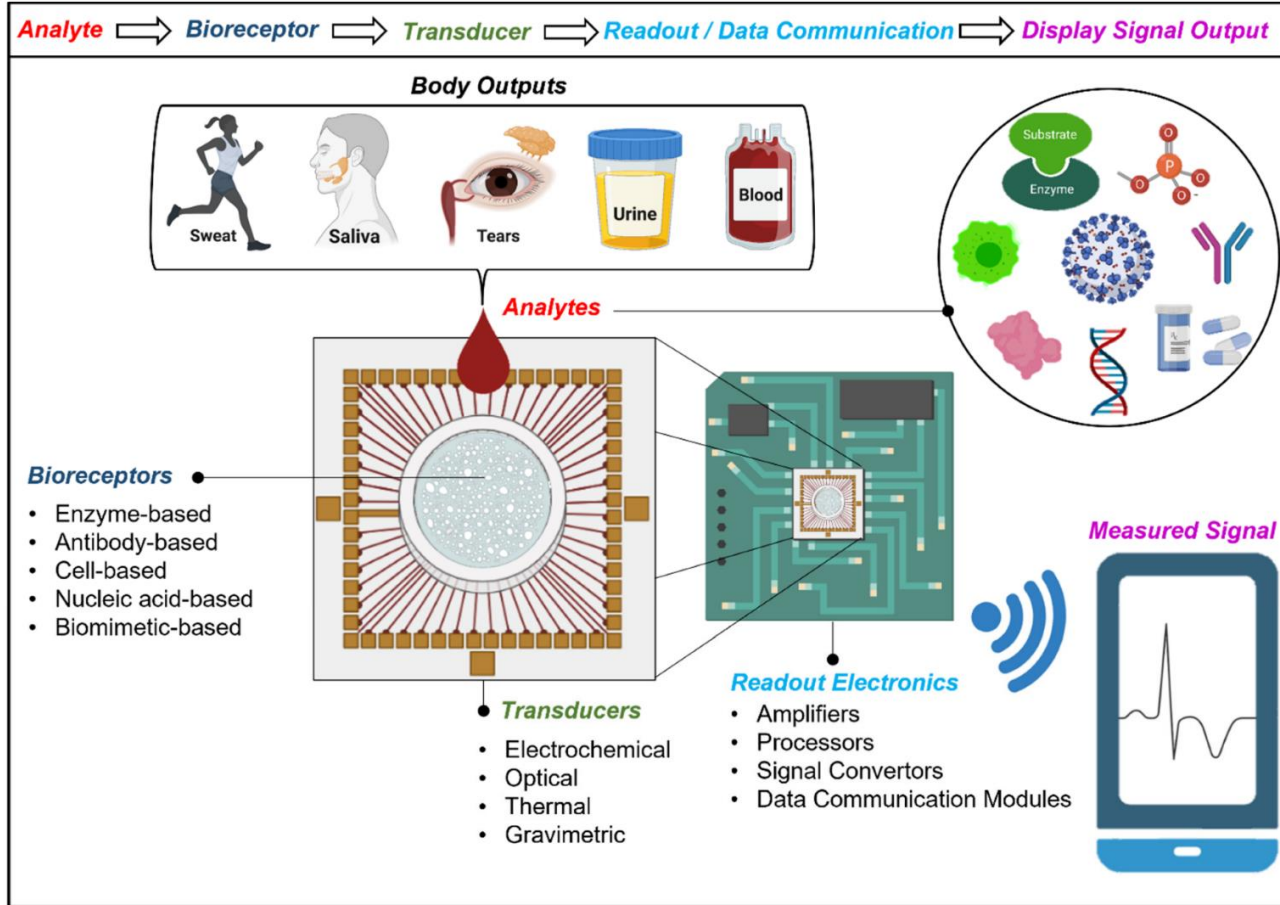 Analyte Bioreceptor Transducer Readout / Data Communication Display Signal Output
Body Outputs
Sweat
Saliva
Tears
Urine
Blood
Substrate
Enzyme
P
O
O
O
O
-
Analytes
Bioreceptors
• Enzyme-based
• Antibody-based
• Cell-based
• Nucleic acid-based
• Biomimetic-based
Transducers
• Electrochemical
• Optical
• Thermal
• Gravimetric
Readout Electronics
• Amplifiers
• Processors
• Signal Convertors
• Data Communication Modules
Measured Signal